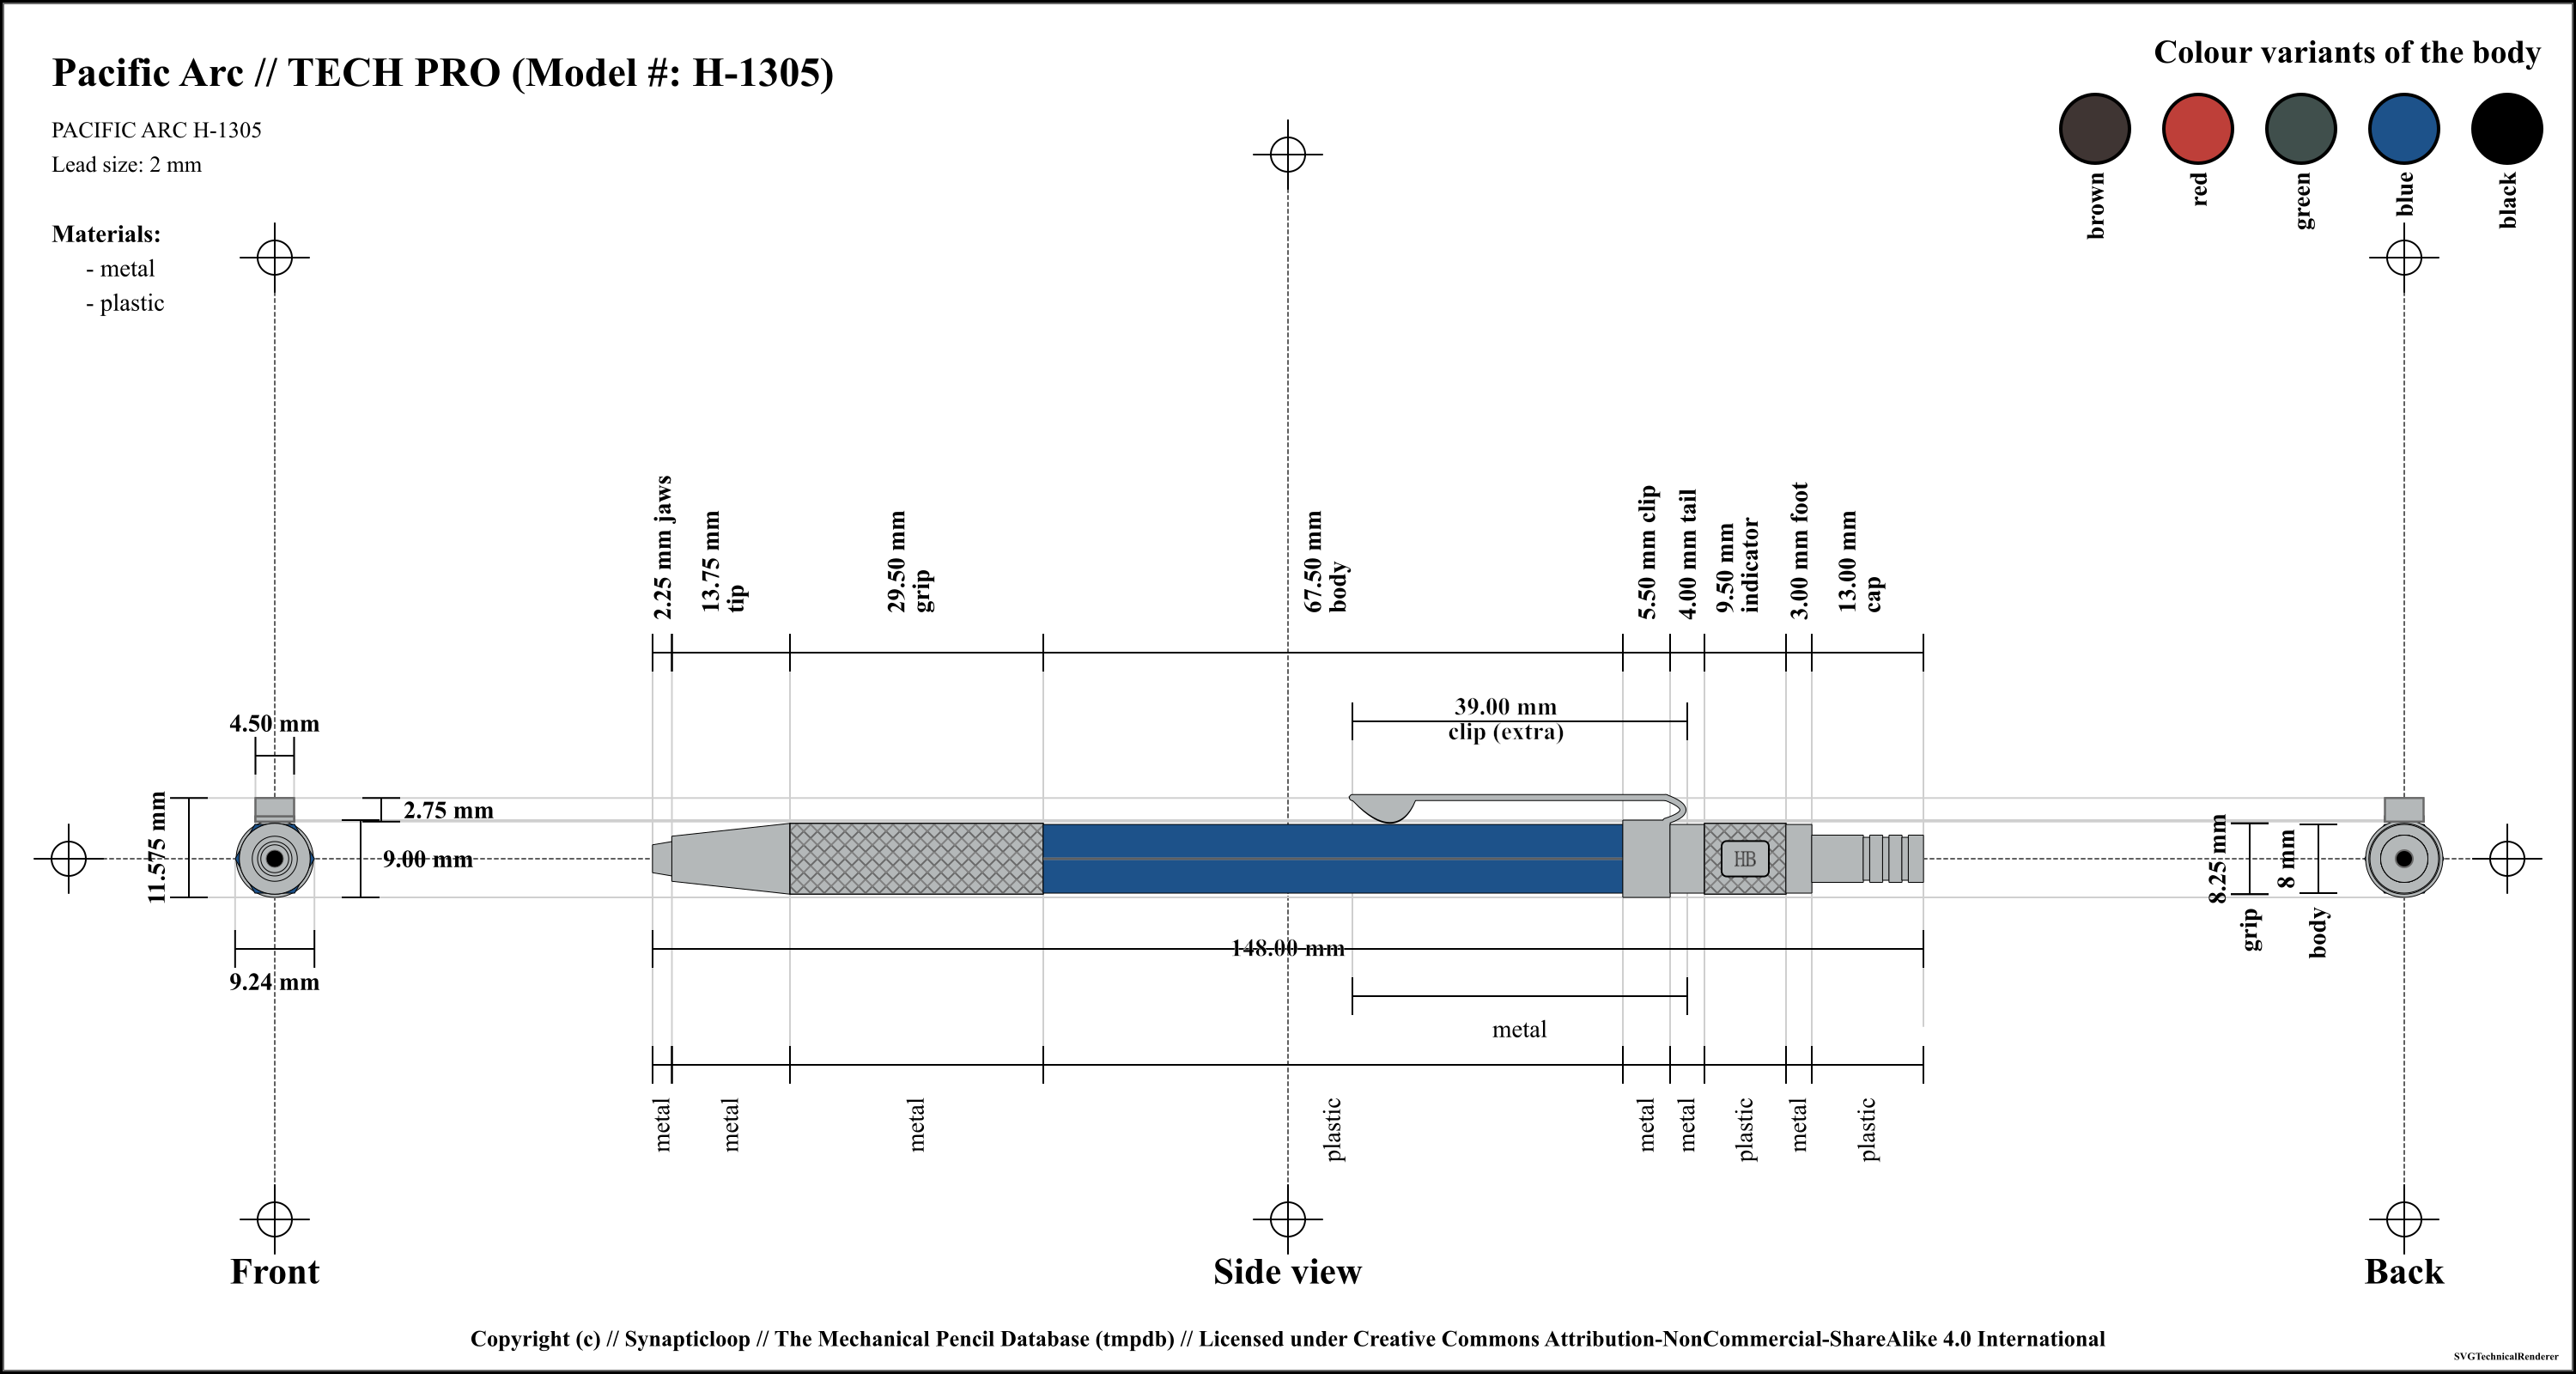 Pacific Arc // TECH PRO (Model #: H-1305)
PACIFIC ARC H-1305
Lead size: 2 mm
Materials:
- metal
- plastic
Colour variants of the body
brown
red
green
blue
black
2.25 mm jaws
13.75 mm
tip
29.50 mm
grip
67.50 mm
body
5.50 mm clip
4.00 mm tail
9.50 mm
indicator
3.00 mm foot
13.00 mm
cap
39.00 mm
clip (extra)
4.50 mm
11.575 mm
2.75 mm
9.00 mm
9.24 mm
HB
8.25 mm
grip
8 mm
body
148.00 mm
metal
metal
metal
metal
plastic
metal
metal
plastic
metal
plastic
Front
Side view
Back
Copyright (c) // Synapticloop // The Mechanical Pencil Database (tmpdb) // Licensed under Creative Commons Attribution-NonCommercial-ShareAlike 4.0 International
SVGTechnicalRenderer